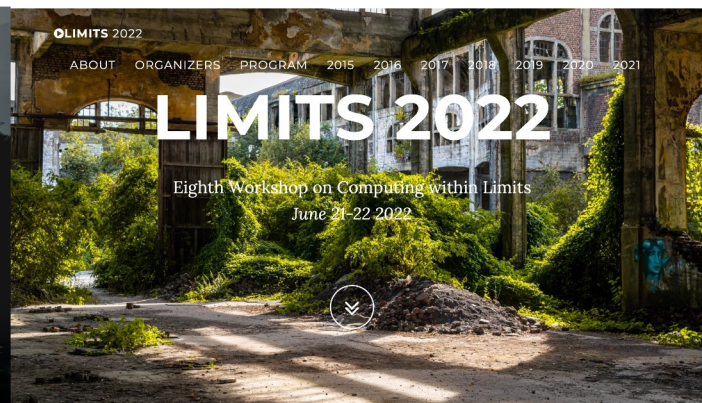 LIMITS 2022
ABOUT ORGANIZERS PROGRAM 2015 2016 2017 2018 2019 2020 2021
LIMITS 2022
Eighth Workshop on Computing within Limits
June 21-22 2022